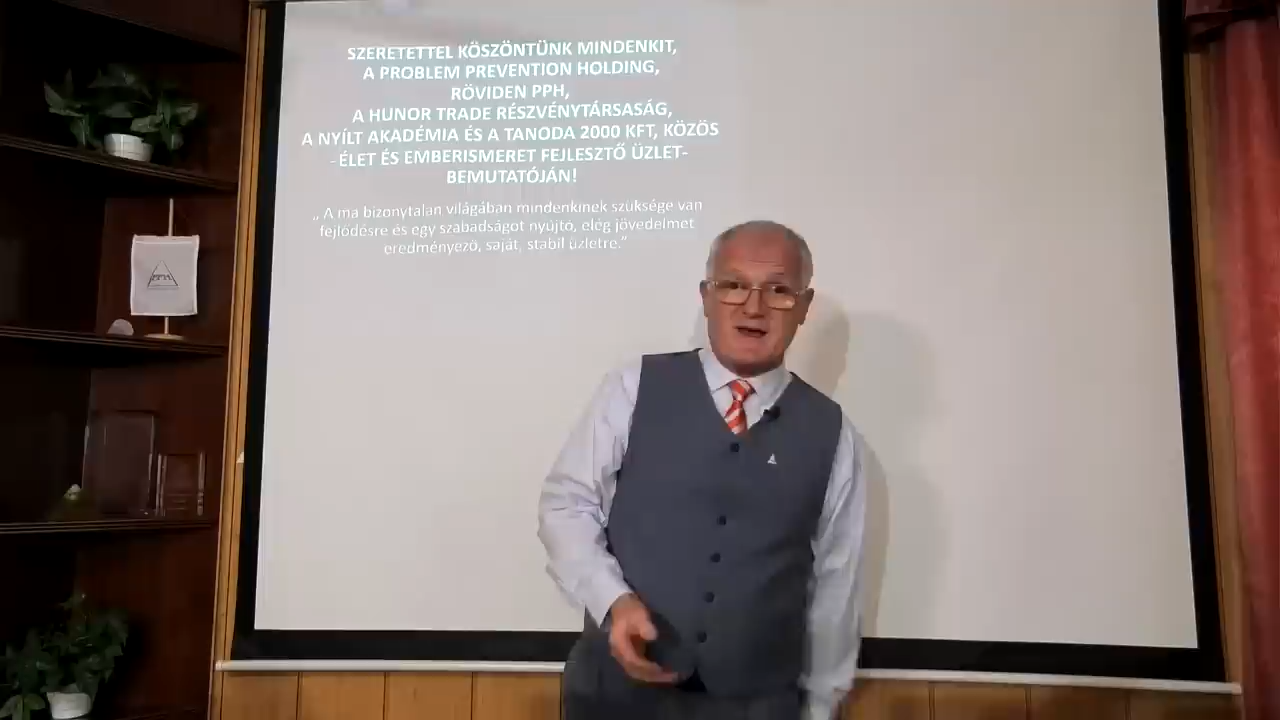 SZERETETTEL KÖSZÖNTÜNK MINDENKIT,
A PROBLEM PREVENTION HOLDING,
RÖVIDEN PPH,
A HUNOR TRADE RÉSZVÉNYTÁRSASÁG,
A NYÍLT AKADÉMIA ÉS A TANODA 2000 KFT, KÖZÖS
- ÉLET ÉS EMBERISMERET FEJLESZTŐ ÜZLET-
BEMUTATÓJÁN!
„ A ma bizonytalan világában mindenkinek szüksége van
fejlődésre és egy szabadságot nyújtó, elég jövedelmet
eredményező, saját, stabil üzletre.”